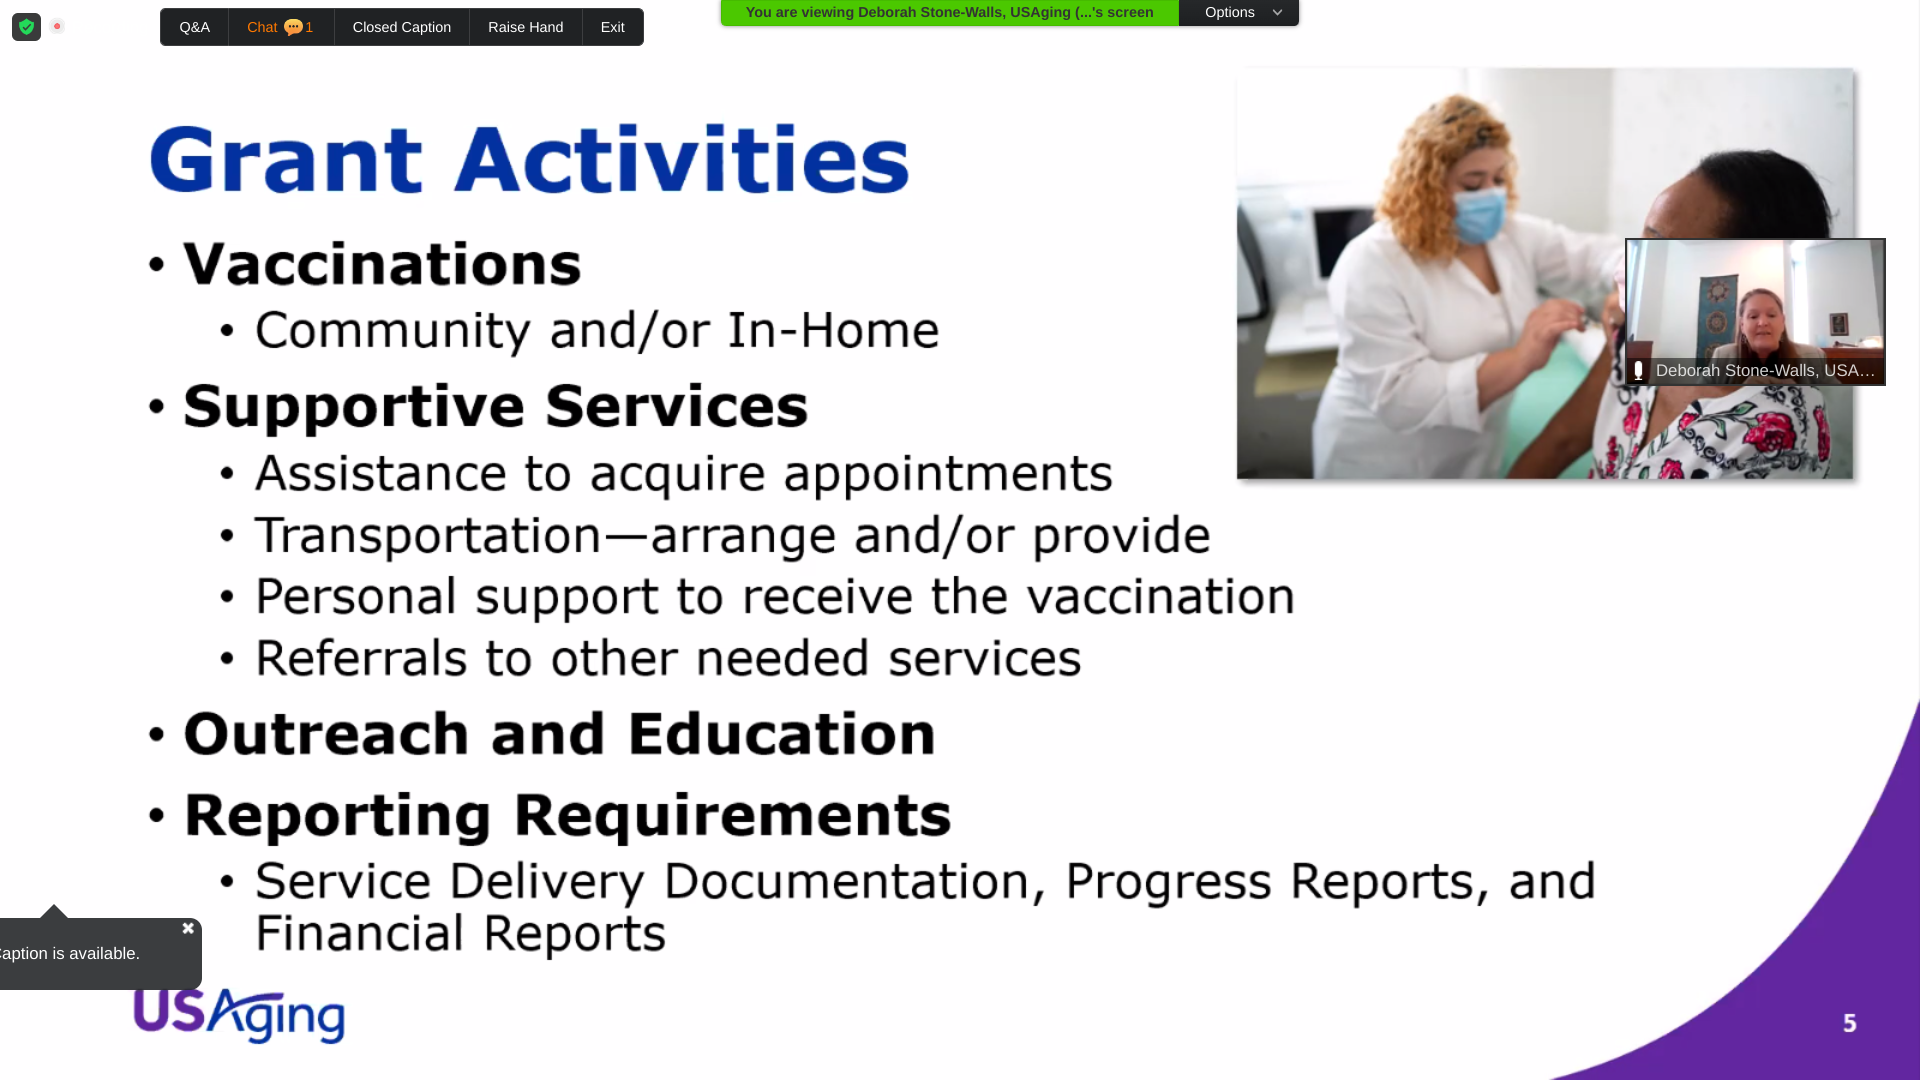 Q&A Chat 1 Closed Caption Raise Hand Exit
You are viewing Deborah Stone-Walls, USAging (...'s screen Options
Grant Activities
• Vaccinations
• Community and/or In-Home
• Supportive Services
• Assistance to acquire appointments
• Transportation—arrange and/or provide
• Personal support to receive the vaccination
• Referrals to other needed services
• Outreach and Education
• Reporting Requirements
• Service Delivery Documentation, Progress Reports, and
Financial Reports
Deborah Stone-Walls, USA...
aption is available.
USAging
5